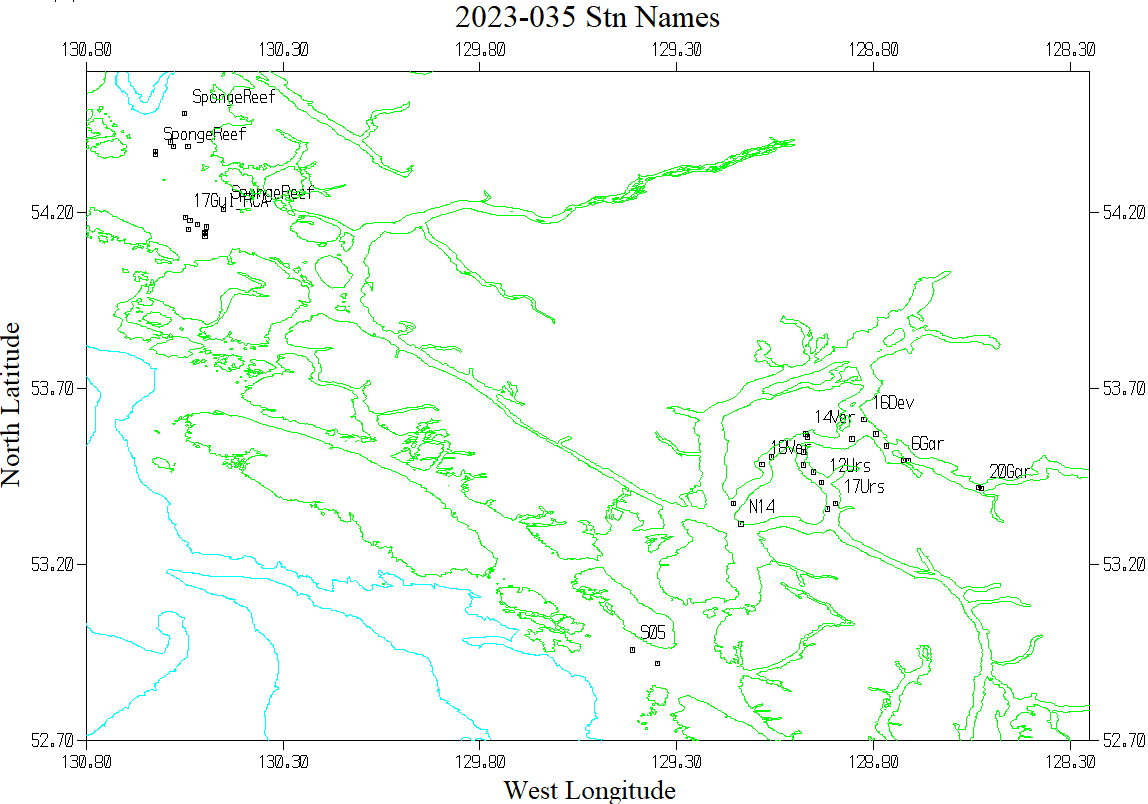 2023-035 Stn Names
130.80 130.30 129.80 129.30 128.80 128.30
SpongeReef
SpongeReef
SpongeReef
54.20 54.20
53.70 53.70
16Dev
14Ver
6Gar
18Ver
12Urs
20Gar
17Urs
N14
53.20 53.20
S05
52.70 52.70
130.80 130.30 129.80 129.30 128.80 128.30
West Longitude
North Latitude